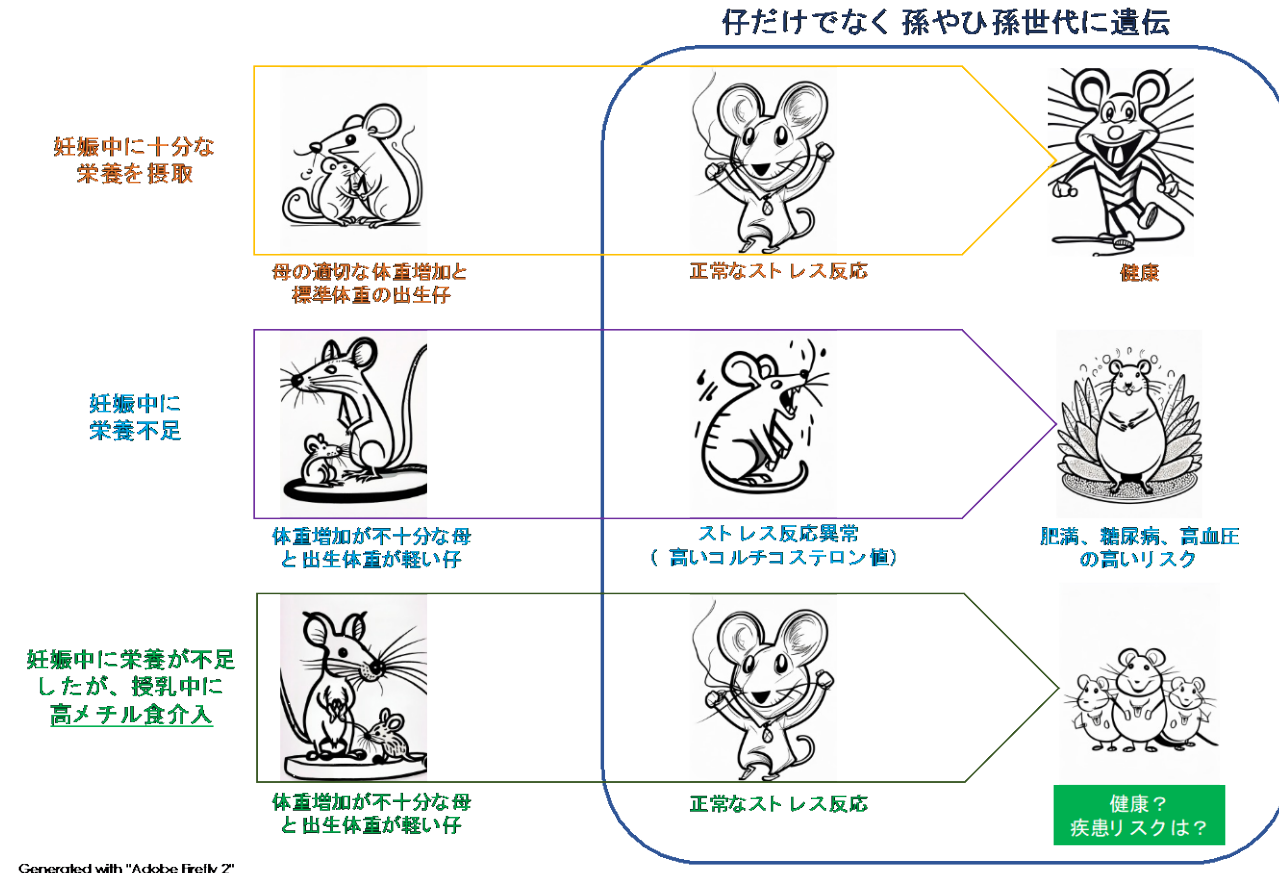 仔だけでなく孫やひ孫世代に遺伝
妊娠中に十分な
栄養を摂取
母の適切な体重増加と
標準体重の出生仔
正常なストレス反応
健康
妊娠中に
栄養不足
体重増加が不十分な母
と出生体重が軽い仔
ストレス反応異常
(高いコルチコステロン値)
肥満、糖尿病、高血圧
の高いリスク
妊娠中に栄養が不足
したが、授乳中に
高メチル食介入
体重増加が不十分な母
と出生体重が軽い仔
正常なストレス反応
健康？
疾患リスクは？
Generated with "Adobe Firefly 2"